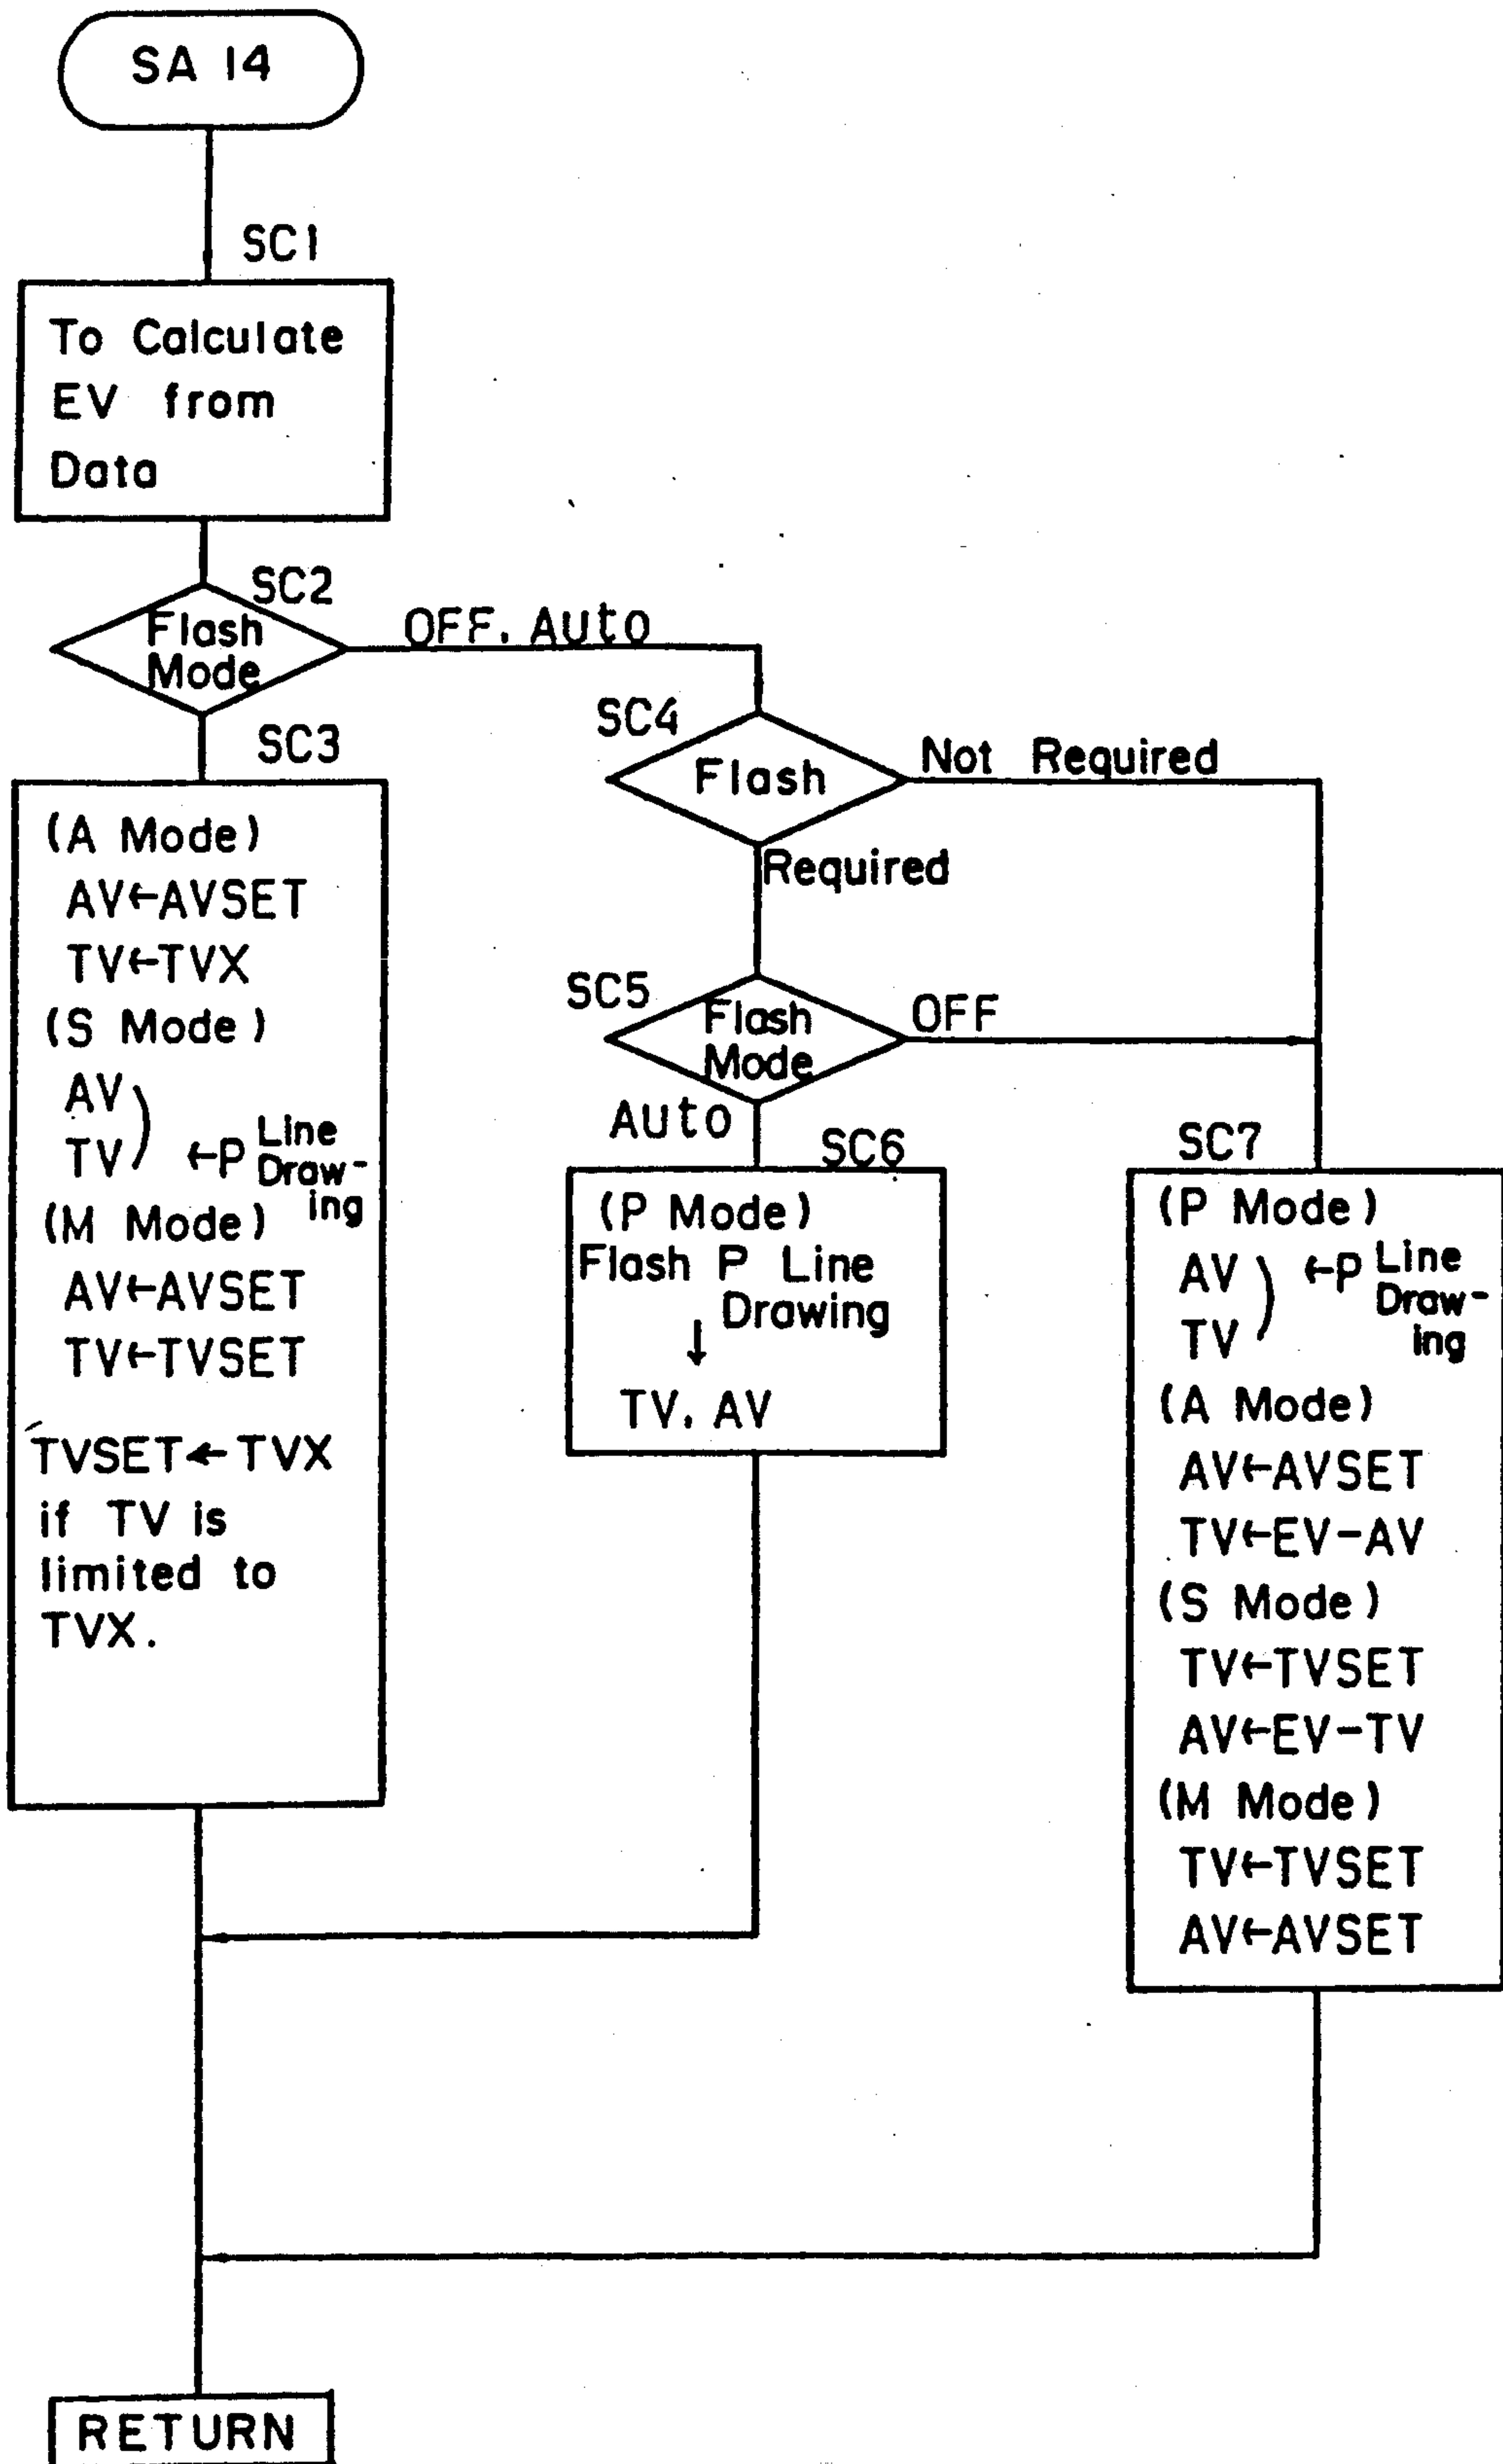 SA 14
SC1
To Calculate
EV from
Data
SC2
Flash
Mode
OFF, Auto
SC3
(A Mode)
AV←AVSET
TV←TVX
(S Mode)
AV
TV) ←P Line
Draw-
ing
(M Mode)
AV←AVSET
TV←TVSET
TVSET←TVX
if TV is
limited to
TVX.
SC4
Flash
Not Required
Required
SC5
Flash
Mode
OFF
Auto
SC6
(P Mode)
Flash P Line
Drawing
↓
TV, AV
SC7
(P Mode)
AV) ←P Line
Draw-
TV ing
(A Mode)
AV←AVSET
TV←EV-AV
(S Mode)
TV←TVSET
AV←EV-TV
(M Mode)
TV←TVSET
AV←AVSET
RETURN